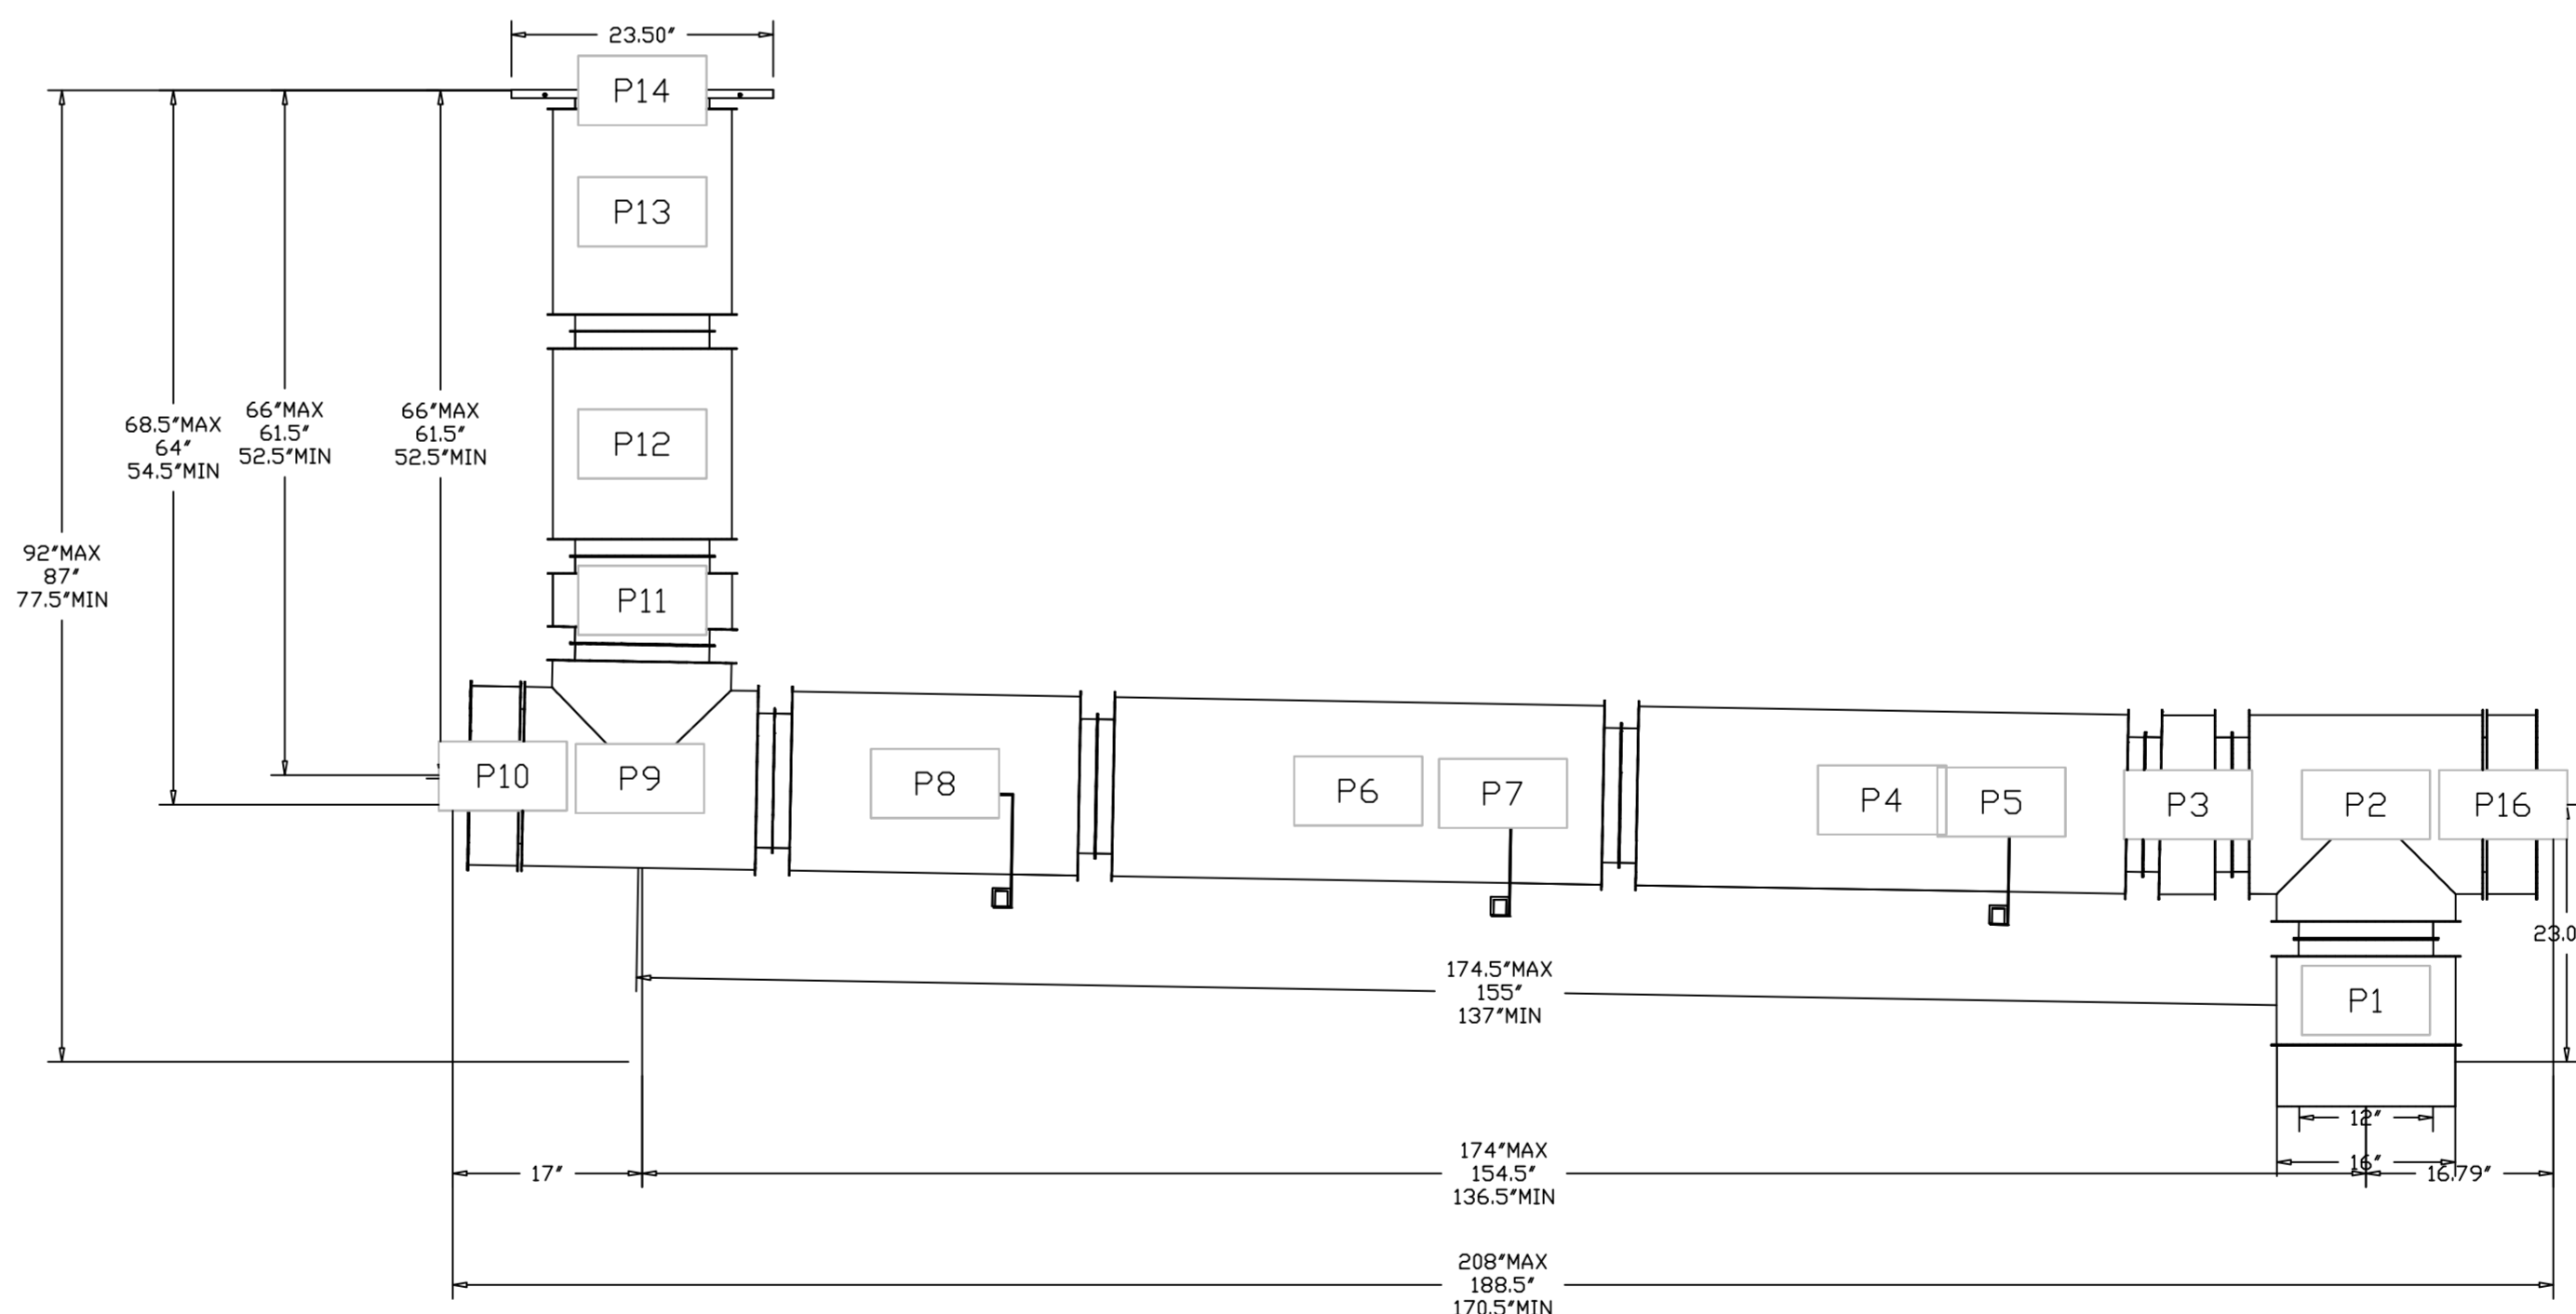 23.50″
P14
P13
68.5″MAX
64″
54.5″MIN
66″MAX
61.5″
52.5″MIN
66″MAX
61.5″
52.5″MIN
P12
92″MAX
87″
77.5″MIN
P11
P10
P9
P8
P6
P7
P4
P5
P3
P2
P16
23.0
174.5″MAX
155″
137″MIN
P1
12″
17″
174″MAX
154.5″
136.5″MIN
16″
16.79″
208″MAX
188.5″
170.5″MIN